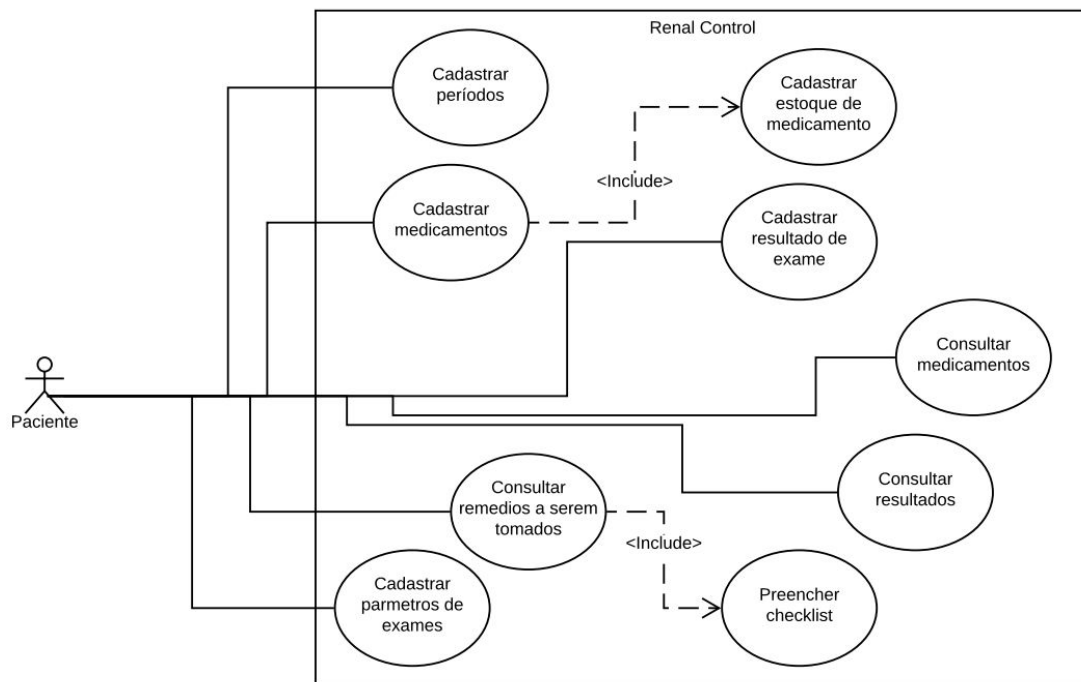 Renal Control
Cadastrar
períodos
Cadastrar
estoque de
medicamento
<Include>
Cadastrar
medicamentos
Cadastrar
resultado de
exame
Consultar
medicamentos
Paciente
Consultar
resultados
Consultar
remedios a serem
tomados
<Include>
Cadastrar
parmetros de
exames
Preencher
checklist